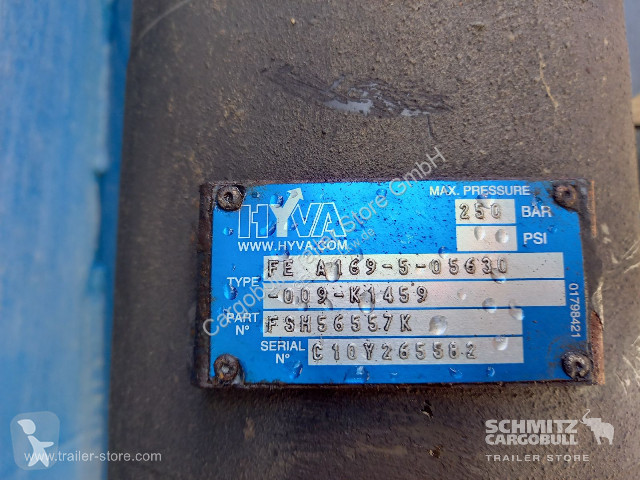 MAX. PRESSURE
HYVA
250 BAR
WWW.HYVA.COM
PSI
TYPE FE A169-5-05630
-009-K1459
PART N° FSH56557K
SERIAL N° C10Y265582
01798421
Cargobull Trailer Store GmbH
www.trailer-store.com
SCHMITZ
CARGOBULL
TRAILER STORE